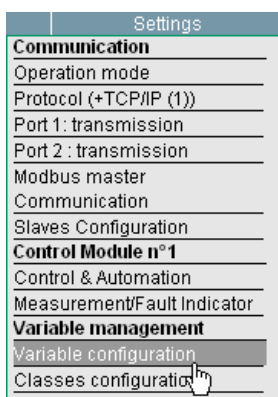 Settings
Communication
Operation mode
Protocol (+TCP/IP (1))
Port 1: transmission
Port 2 : transmission
Modbus master
Communication
Slaves Configuration
Control Module n°1
Control & Automation
Measurement/Fault Indicator
Variable management
Variable configuration
Classes configuration